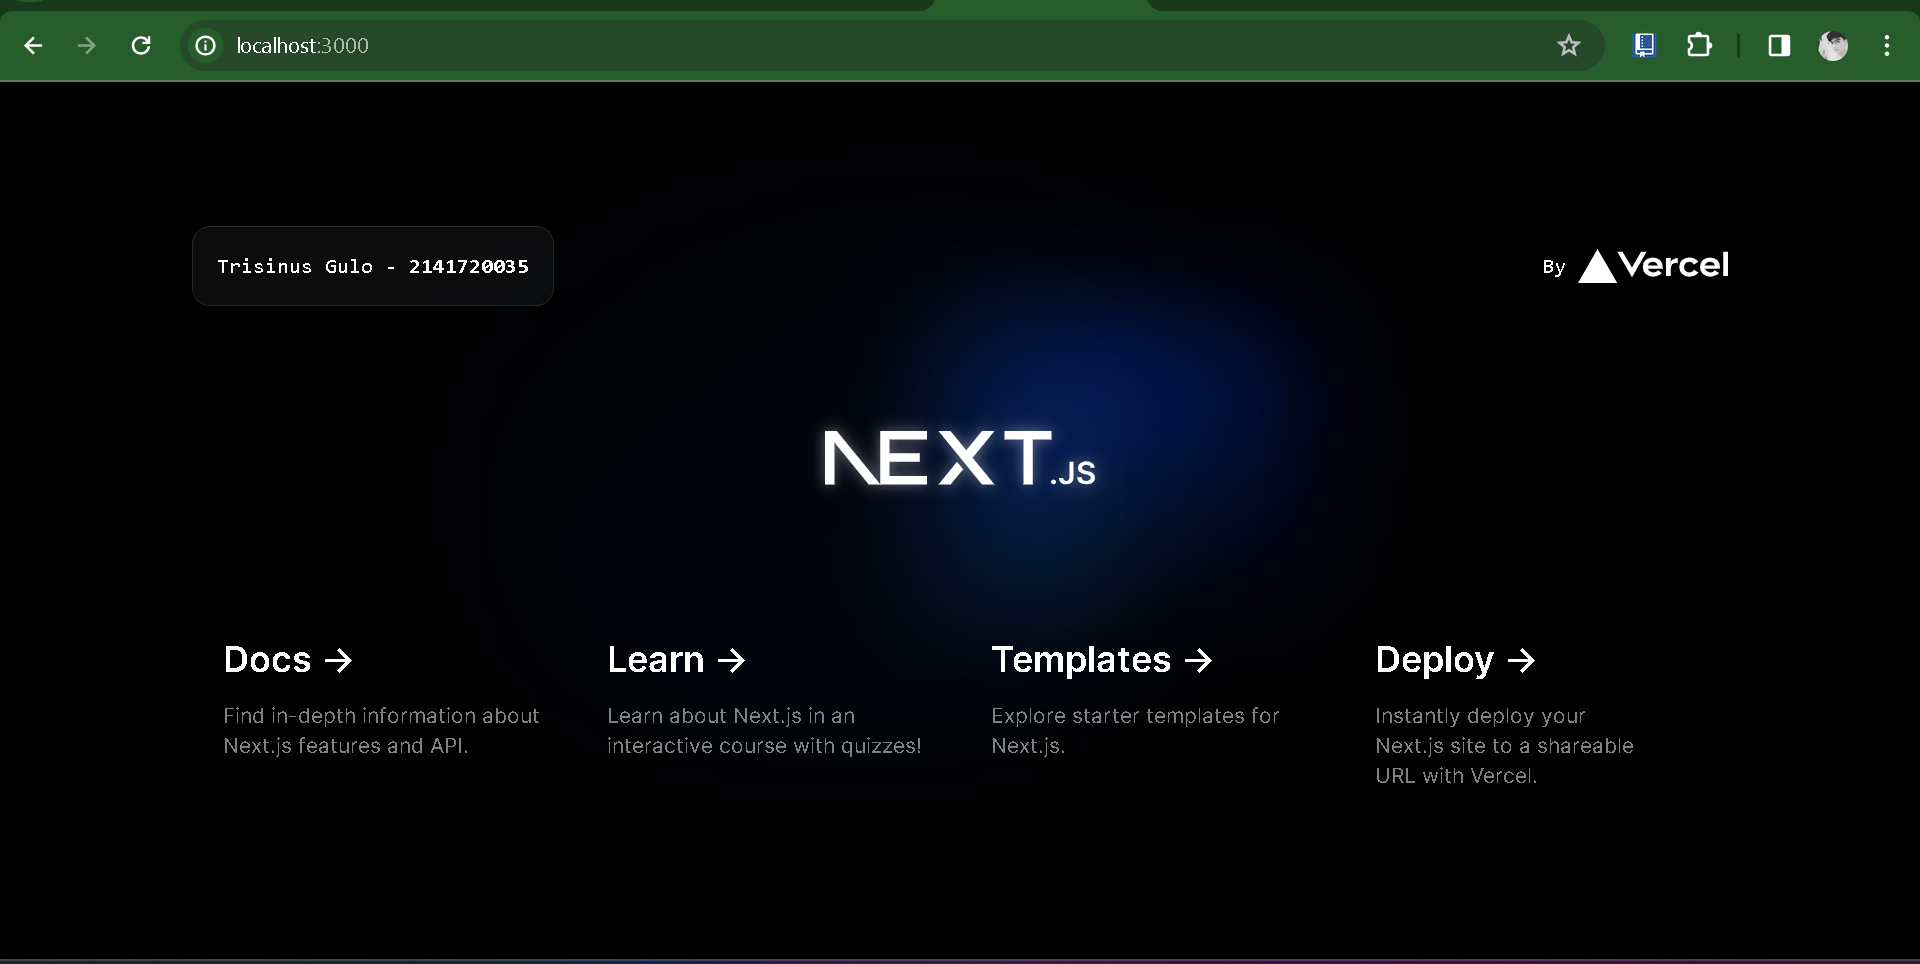 localhost:3000
Trisinus Gulo - 2141720035
By Vercel
NEXT.JS
Docs →
Find in-depth information about
Next.js features and API.
Learn →
Learn about Next.js in an
interactive course with quizzes!
Templates →
Explore starter templates for
Next.js.
Deploy →
Instantly deploy your
Next.js site to a shareable
URL with Vercel.